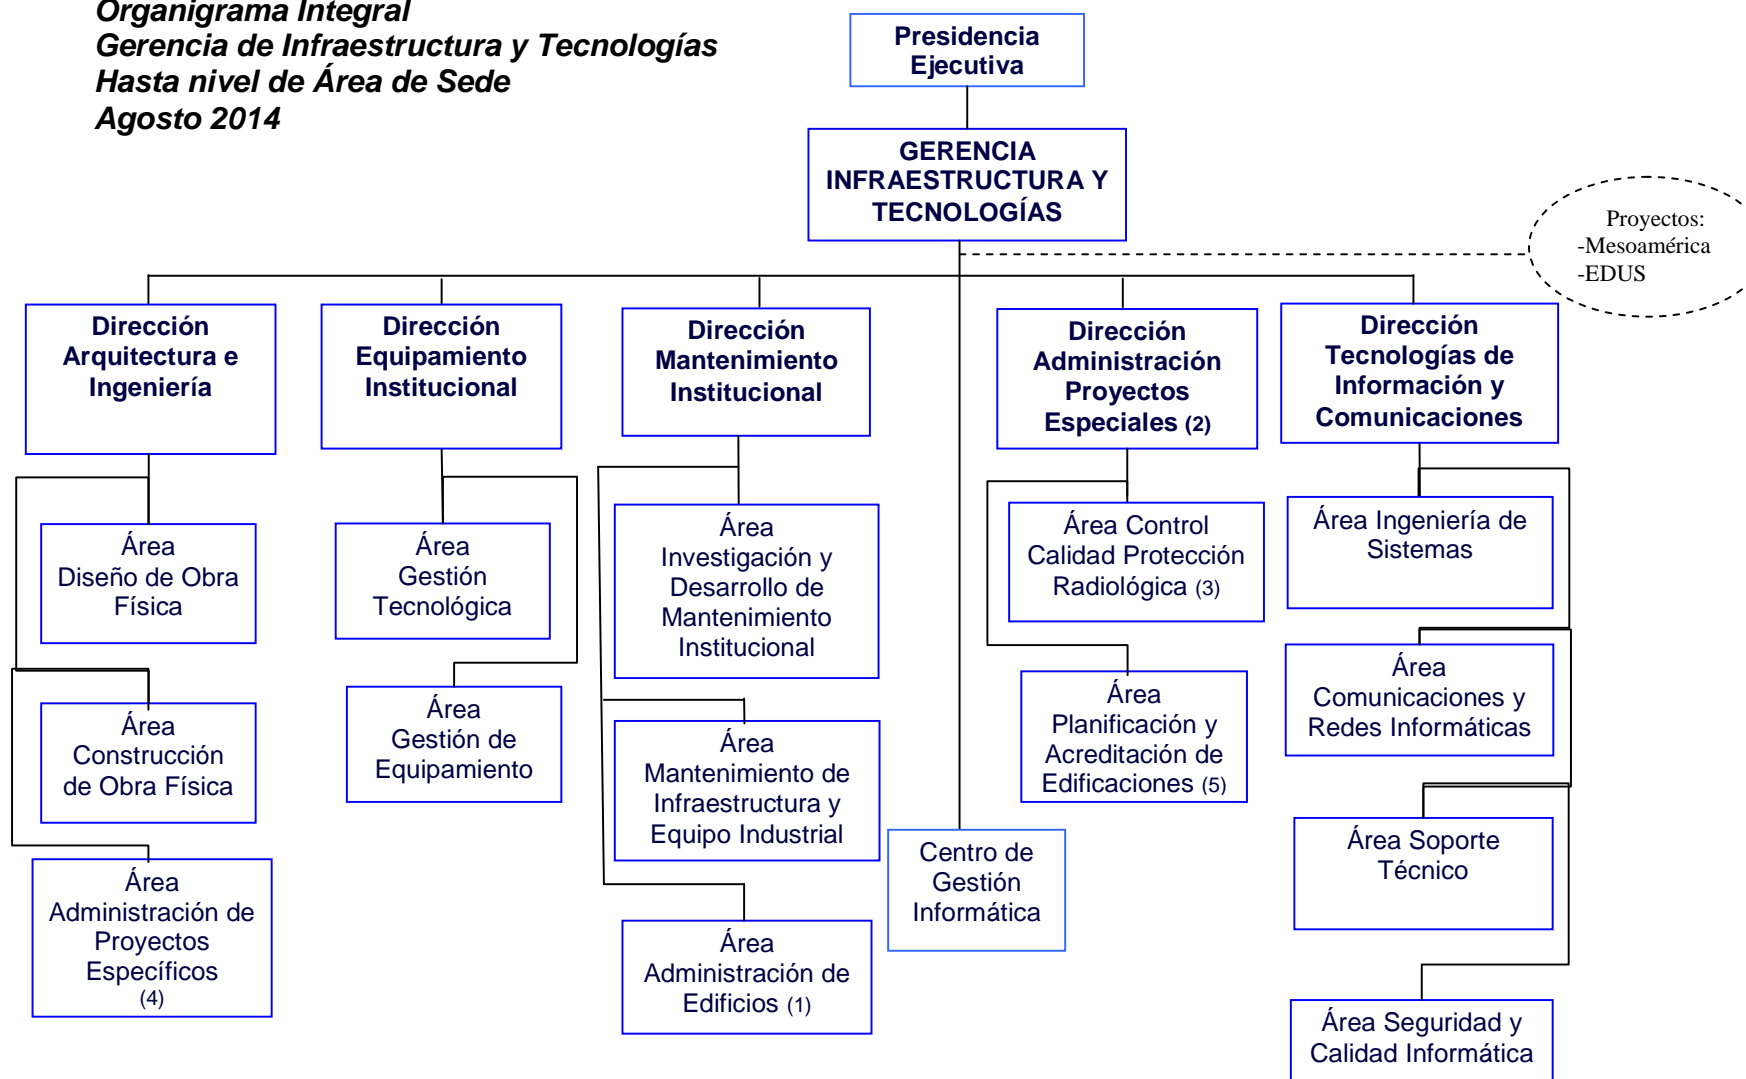 Organigrama Integral
Gerencia de Infraestructura y Tecnologías
Hasta nivel de Área de Sede
Agosto 2014
Presidencia
Ejecutiva
GERENCIA
INFRAESTRUCTURA Y
TECNOLOGÍAS
Proyectos:
-Mesoamérica
-EDUS
Dirección
Arquitectura e
Ingeniería
Dirección
Equipamiento
Institucional
Dirección
Mantenimiento
Institucional
Dirección
Administración
Proyectos
Especiales (2)
Dirección
Tecnologías de
Información y
Comunicaciones
Área
Diseño de Obra
Física
Área
Construcción
de Obra Física
Área
Administración de
Proyectos
Específicos
(4)
Área
Gestión
Tecnológica
Área
Gestión de
Equipamiento
Área
Investigación y
Desarrollo de
Mantenimiento
Institucional
Área
Mantenimiento de
Infraestructura y
Equipo Industrial
Área
Administración de
Edificios (1)
Centro de
Gestión
Informática
Área Control
Calidad Protección
Radiológica (3)
Área
Planificación y
Acreditación de
Edificaciones (5)
Área Ingeniería de
Sistemas
Área
Comunicaciones y
Redes Informáticas
Área Soporte
Técnico
Área Seguridad y
Calidad Informática